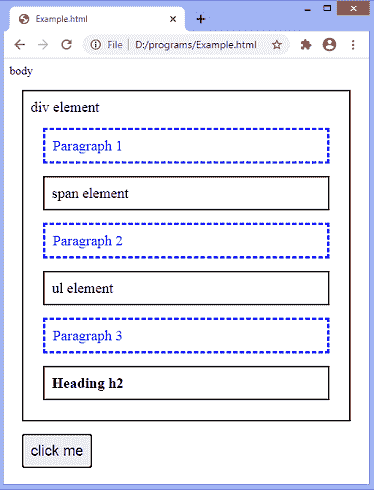 Example.html
File | D:/programs/Example.html
body
div element
Paragraph 1
span element
Paragraph 2
ul element
Paragraph 3
Heading h2
click me